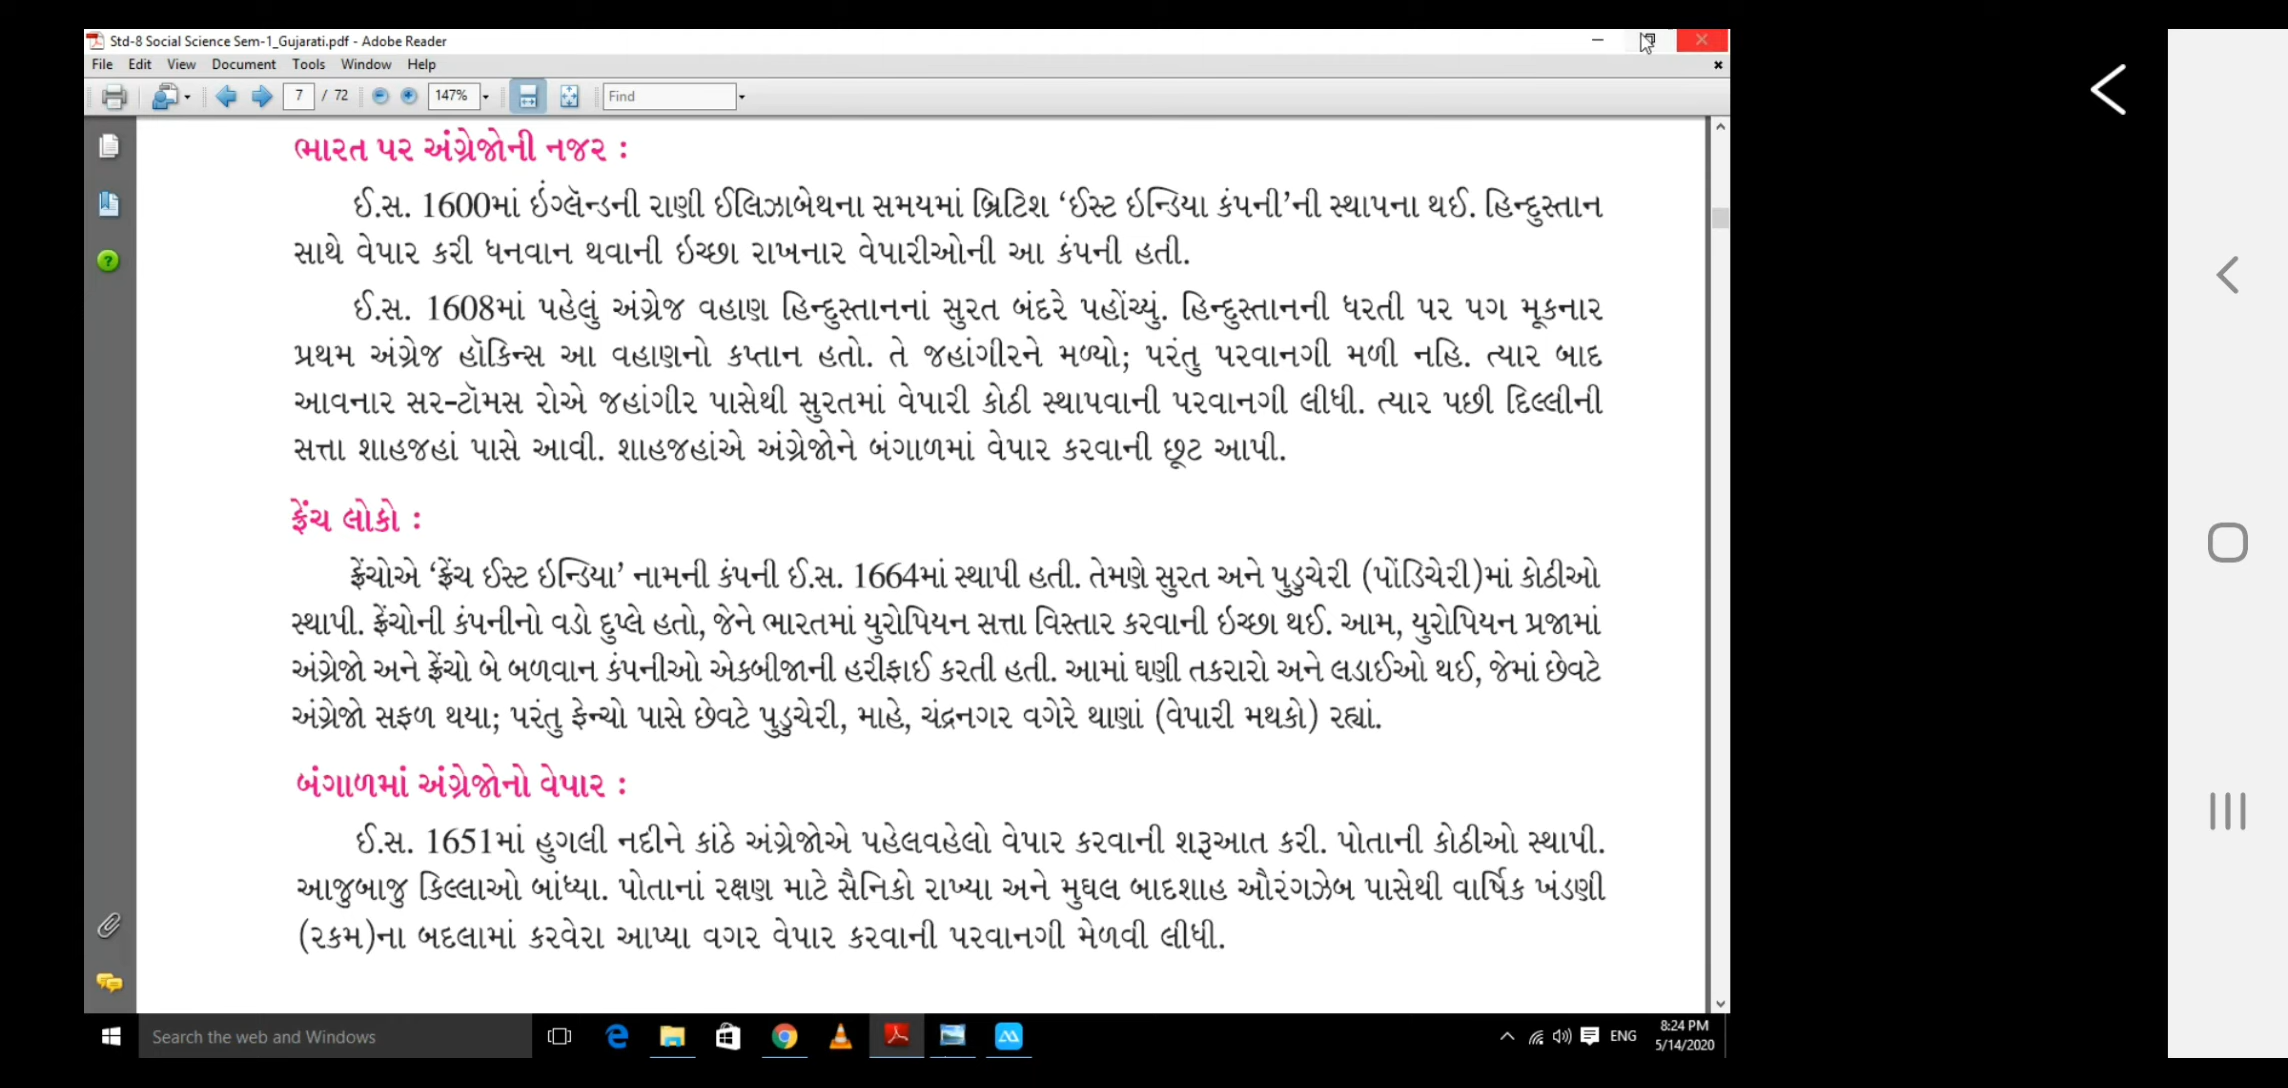 Std-8 Social Science Sem-1_Gujarati.pdf - Adobe Reader
File Edit View Document Tools Window Help
7 / 72 147% Find
ભારત પર અંગ્રેજોની નજર :
ઈ.સ. 1600માં ઇંગ્લૅન્ડની રાણી ઈલિઝાબેથના સમયમાં બ્રિટિશ ‘ઈસ્ટ ઇન્ડિયા કંપની’ની સ્થાપના થઈ. હિન્દુસ્તાન
સાથે વેપાર કરી ધનવાન થવાની ઇચ્છા રાખનાર વેપારીઓની આ કંપની હતી.
ઈ.સ. 1608માં પહેલું અંગ્રેજ વહાણ હિન્દુસ્તાનનાં સુરત બંદરે પહોંચ્યું. હિન્દુસ્તાનની ધરતી પર પગ મૂકનાર
પ્રથમ અંગ્રેજ હૉકિન્સ આ વહાણનો કપ્તાન હતો. તે જહાંગીરને મળ્યો; પરંતુ પરવાનગી મળી નહિ. ત્યાર બાદ
આવનાર સર-ટૉમસ રોએ જહાંગીર પાસેથી સુરતમાં વેપારી કોઠી સ્થાપવાની પરવાનગી લીધી. ત્યાર પછી દિલ્લીની
સત્તા શાહજહાં પાસે આવી. શાહજહાંએ અંગ્રેજોને બંગાળમાં વેપાર કરવાની છૂટ આપી.
ફ્રેંચ લોકો :
ફ્રેંચોએ ‘ફ્રેંચ ઈસ્ટ ઇન્ડિયા’ નામની કંપની ઈ.સ. 1664માં સ્થાપી હતી. તેમણે સુરત અને પુડુચેરી (પોંડિચેરી)માં કોઠીઓ
સ્થાપી. ફ્રેંચોની કંપનીનો વડો દુપ્લે હતો, જેને ભારતમાં યુરોપિયન સત્તા વિસ્તાર કરવાની ઇચ્છા થઈ. આમ, યુરોપિયન પ્રજામાં
અંગ્રેજો અને ફ્રેંચો બે બળવાન કંપનીઓ એકબીજાની હરીફાઈ કરતી હતી. આમાં ઘણી તકરારો અને લડાઈઓ થઈ, જેમાં છેવટે
અંગ્રેજો સફળ થયા; પરંતુ ફેન્ચો પાસે છેવટે પુડુચેરી, માહે, ચંદ્રનગર વગેરે થાણાં (વેપારી મથકો) રહ્યાં.
બંગાળમાં અંગ્રેજોનો વેપાર :
ઈ.સ. 1651માં હુગલી નદીને કાંઠે અંગ્રેજોએ પહેલવહેલો વેપાર કરવાની શરૂઆત કરી. પોતાની કોઠીઓ સ્થાપી.
આજુબાજુ કિલ્લાઓ બાંધ્યા. પોતાનાં રક્ષણ માટે સૈનિકો રાખ્યા અને મુઘલ બાદશાહ ઔરંગઝેબ પાસેથી વાર્ષિક ખંડણી
(રકમ)ના બદલામાં કરવેરા આપ્યા વગર વેપાર કરવાની પરવાનગી મેળવી લીધી.
Search the web and Windows
ENG
8:24 PM
5/14/2020